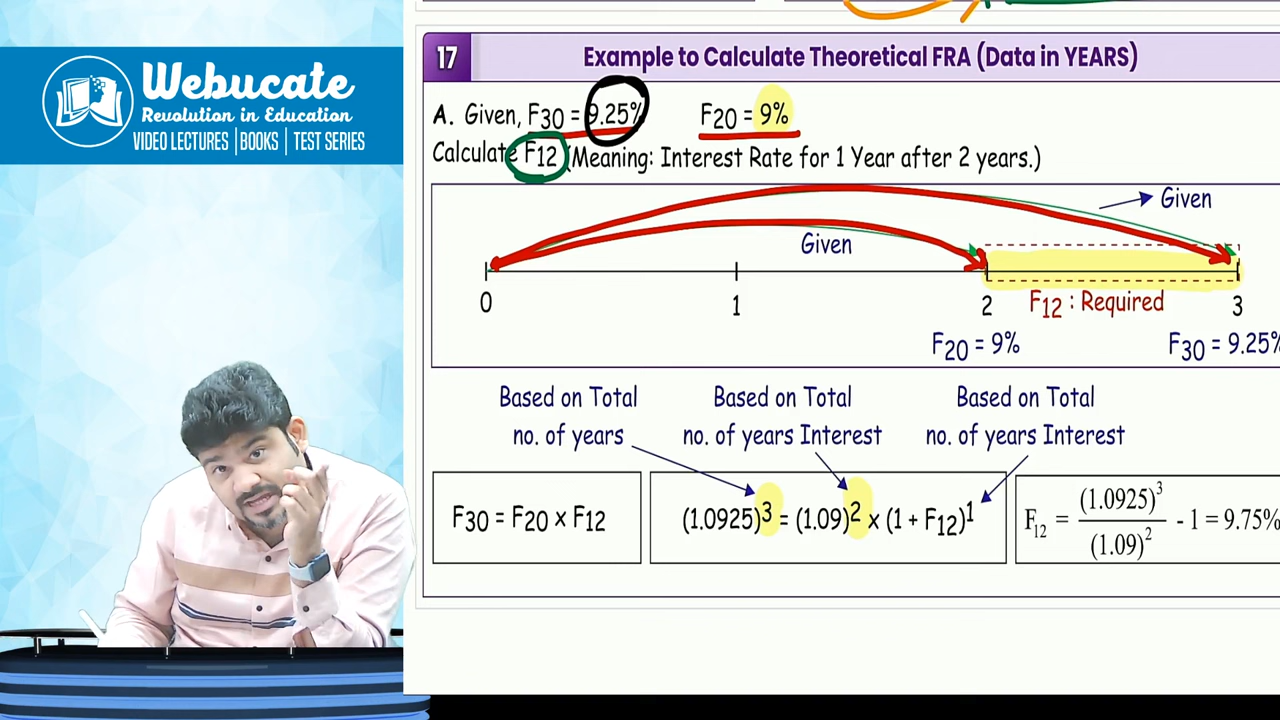 Webucate
Revolution in Education
VIDEO LECTURES | BOOKS | TEST SERIES
17 Example to Calculate Theoretical FRA (Data in YEARS)
A. Given, F30 = 9.25% F20 = 9%
Calculate F12 (Meaning: Interest Rate for 1 Year after 2 years.)
Given
Given
0 1 2 3
F12 : Required
F20 = 9% F30 = 9.25%
Based on Total no. of years
Based on Total no. of years Interest
Based on Total no. of years Interest
F30 = F20 x F12
(1.0925)³ = (1.09)² x (1 + F12)¹
F12 = (1.0925)³ / (1.09)² - 1 = 9.75%